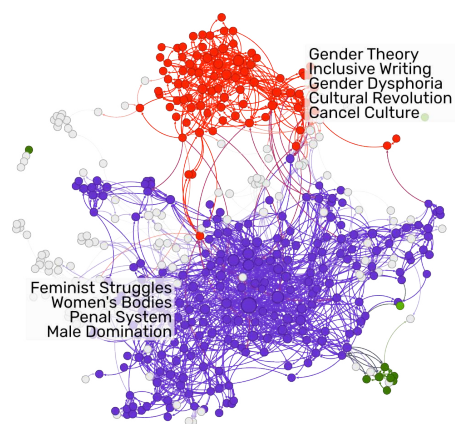 Gender Theory
Inclusive Writing
Gender Dysphoria
Cultural Revolution
Cancel Culture
Feminist Struggles
Women's Bodies
Penal System
Male Domination